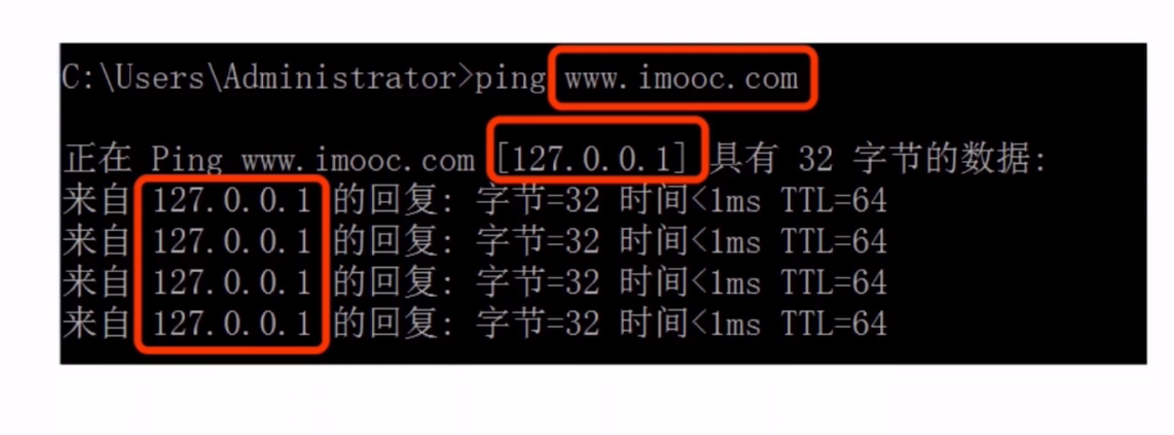 C:\Users\Administrator>ping www.imooc.com
正在 Ping www.imooc.com [127.0.0.1] 具有 32 字节的数据:
来自 127.0.0.1 的回复: 字节=32 时间<1ms TTL=64
来自 127.0.0.1 的回复: 字节=32 时间<1ms TTL=64
来自 127.0.0.1 的回复: 字节=32 时间<1ms TTL=64
来自 127.0.0.1 的回复: 字节=32 时间<1ms TTL=64